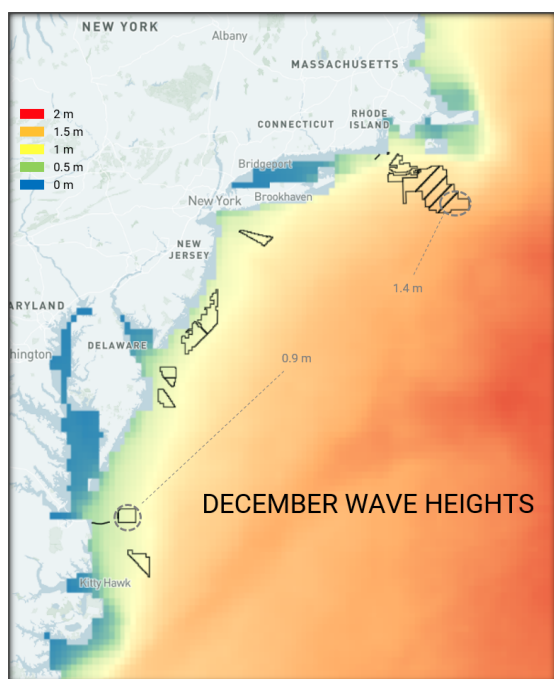 NEW YORK
Albany
MASSACHUSETTS
RHODE
ISLAND
CONNECTICUT
2 m
1.5 m
1 m
0.5 m
0 m
Bridgeport
New York
Brookhaven
NEW
JERSEY
1.4 m
ARYLAND
DELAWARE
hington
0.9 m
DECEMBER WAVE HEIGHTS
Kitty Hawk